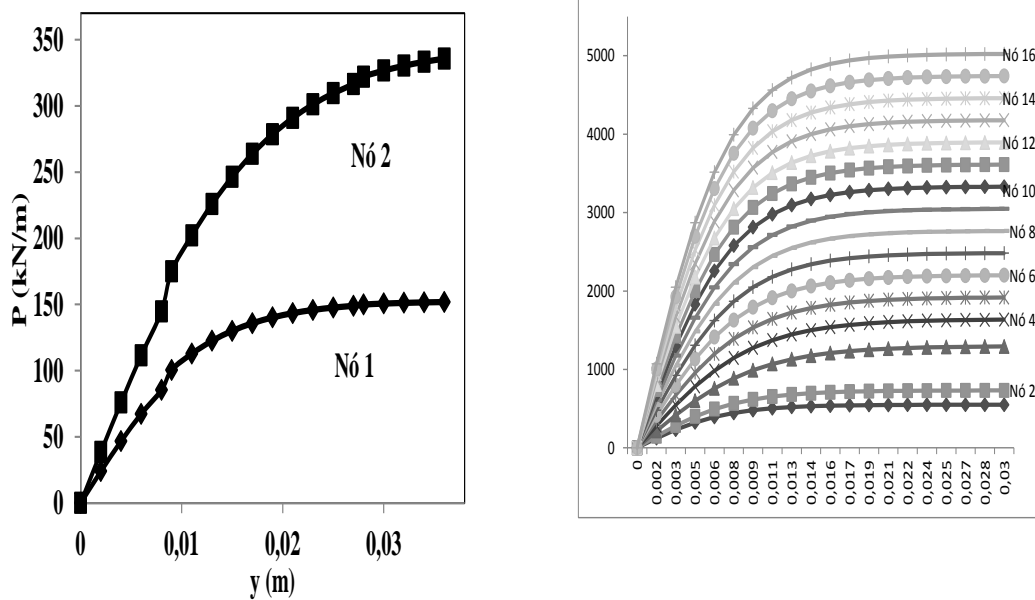 350
300
250
200
150
100
50
0
P (kN/m)
Nó 2
Nó 1
0 0,01 0,02 0,03
y (m)
5000
4000
3000
2000
1000
0
Nó 16
Nó 14
Nó 12
Nó 10
Nó 8
Nó 6
Nó 4
Nó 2
0
0,002
0,003
0,005
0,006
0,008
0,009
0,011
0,013
0,014
0,016
0,017
0,019
0,021
0,022
0,024
0,025
0,027
0,028
0,03